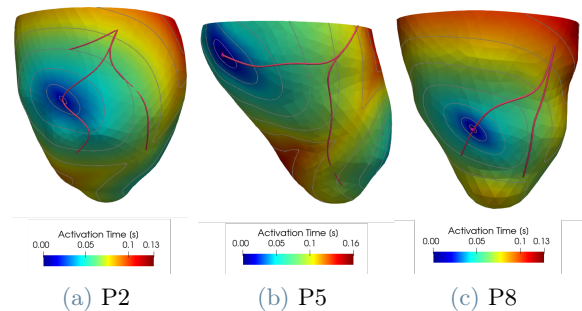 Activation Time (s)
0.00 0.05 0.1 0.13
Activation Time (s)
0.00 0.05 0.1 0.16
Activation Time (s)
0.00 0.05 0.1 0.13
(a) P2
(b) P5
(c) P8